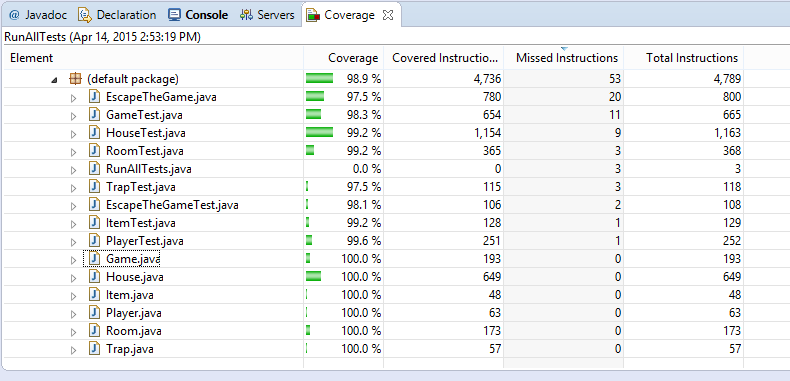 @ Javadoc Declaration Console Servers Coverage
RunAllTests (Apr 14, 2015 2:53:19 PM)
Element Coverage Covered Instructio... Missed Instructions Total Instructions
(default package) 98.9 % 4,736 53 4,789
EscapeTheGame.java 97.5 % 780 20 800
GameTest.java 98.3 % 654 11 665
HouseTest.java 99.2 % 1,154 9 1,163
RoomTest.java 99.2 % 365 3 368
RunAllTests.java 0.0 % 0 3 3
TrapTest.java 97.5 % 115 3 118
EscapeTheGameTest.java 98.1 % 106 2 108
ItemTest.java 99.2 % 128 1 129
PlayerTest.java 99.6 % 251 1 252
Game.java 100.0 % 193 0 193
House.java 100.0 % 649 0 649
Item.java 100.0 % 48 0 48
Player.java 100.0 % 63 0 63
Room.java 100.0 % 173 0 173
Trap.java 100.0 % 57 0 57